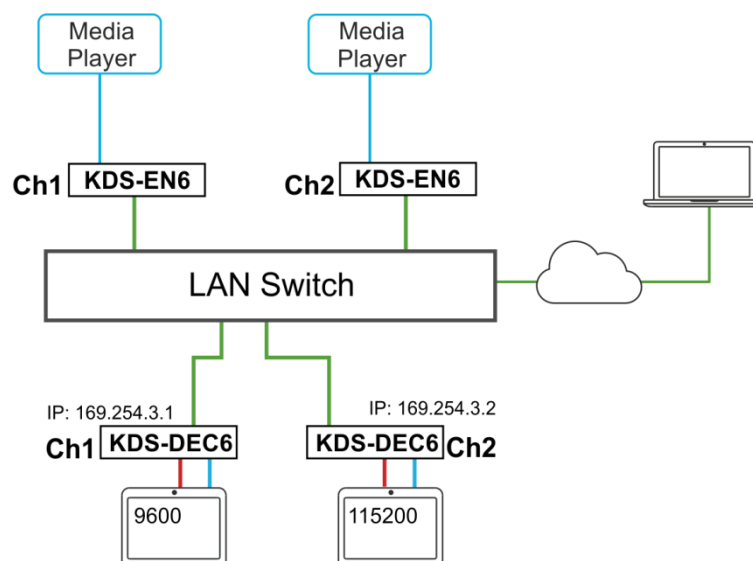 Media
Player
Media
Player
Ch1
KDS-EN6
Ch2
KDS-EN6
LAN Switch
IP: 169.254.3.1
IP: 169.254.3.2
Ch1
KDS-DEC6
KDS-DEC6
Ch2
9600
115200